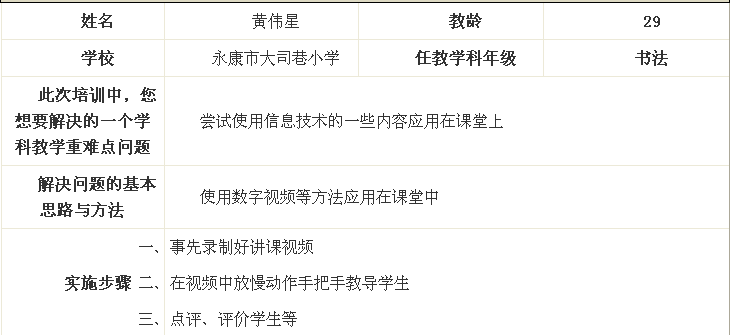 姓名 黄伟星 教龄 29
学校 永康市大司巷小学 任教学科年级 书法
此次培训中，您
想要解决的一个学
科教学重难点问题
尝试使用信息技术的一些内容应用在课堂上
解决问题的基本
思路与方法
使用数字视频等方法应用在课堂中
实施步骤
一、事先录制好讲课视频
二、在视频中放慢动作手把手教导学生
三、点评、评价学生等